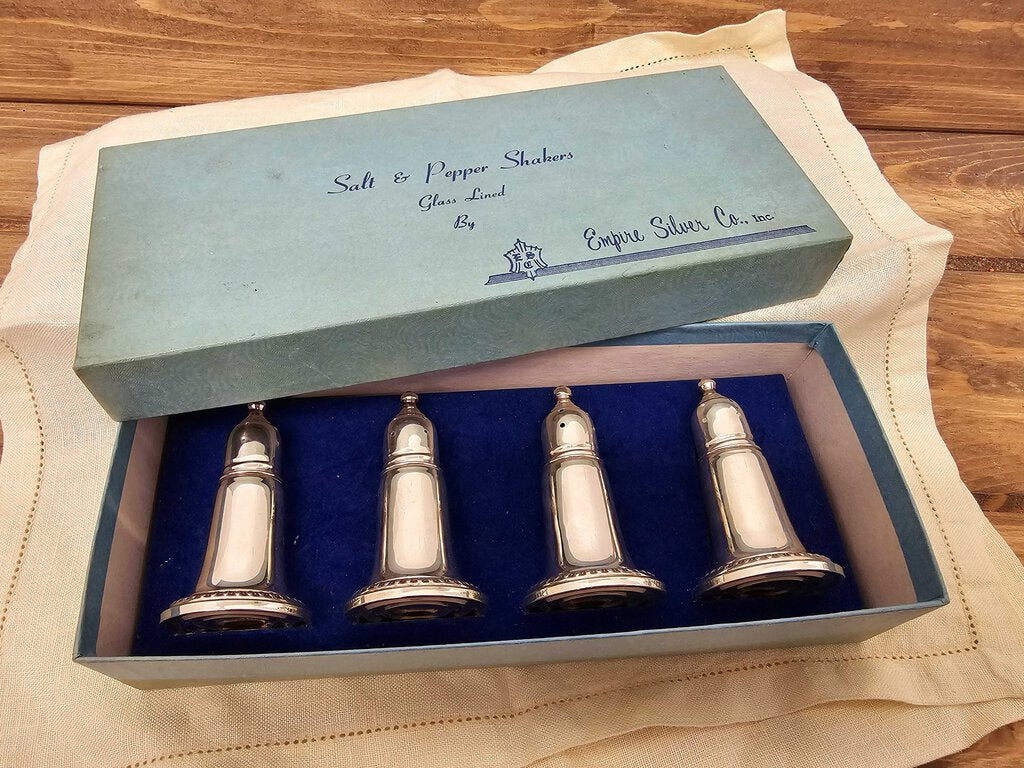 Salt & Pepper Shakers
Glass Lined
By
Empire Silver Co., Inc.
E S
C